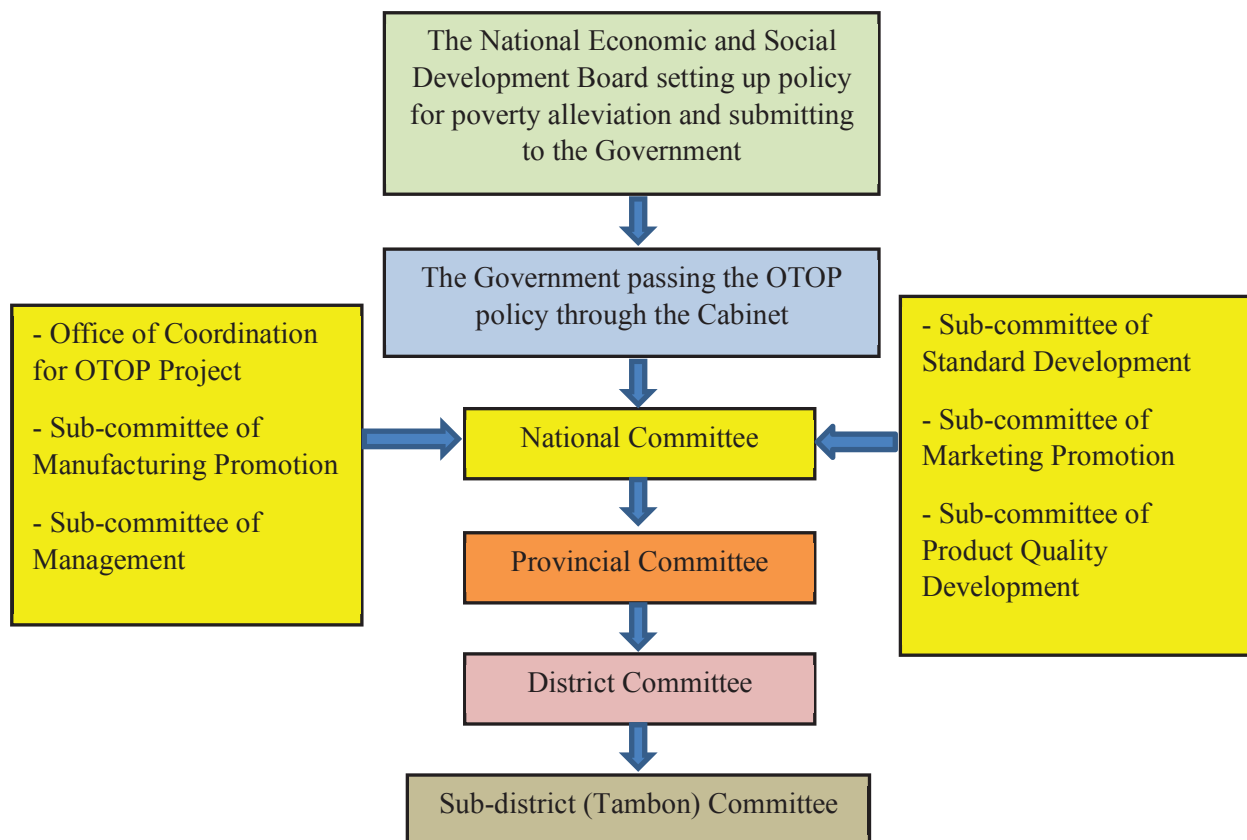 The National Economic and Social
Development Board setting up policy
for poverty alleviation and submitting
to the Government
The Government passing the OTOP
policy through the Cabinet
- Office of Coordination
for OTOP Project
- Sub-committee of
Manufacturing Promotion
- Sub-committee of
Management
National Committee
- Sub-committee of
Standard Development
- Sub-committee of
Marketing Promotion
- Sub-committee of
Product Quality
Development
Provincial Committee
District Committee
Sub-district (Tambon) Committee